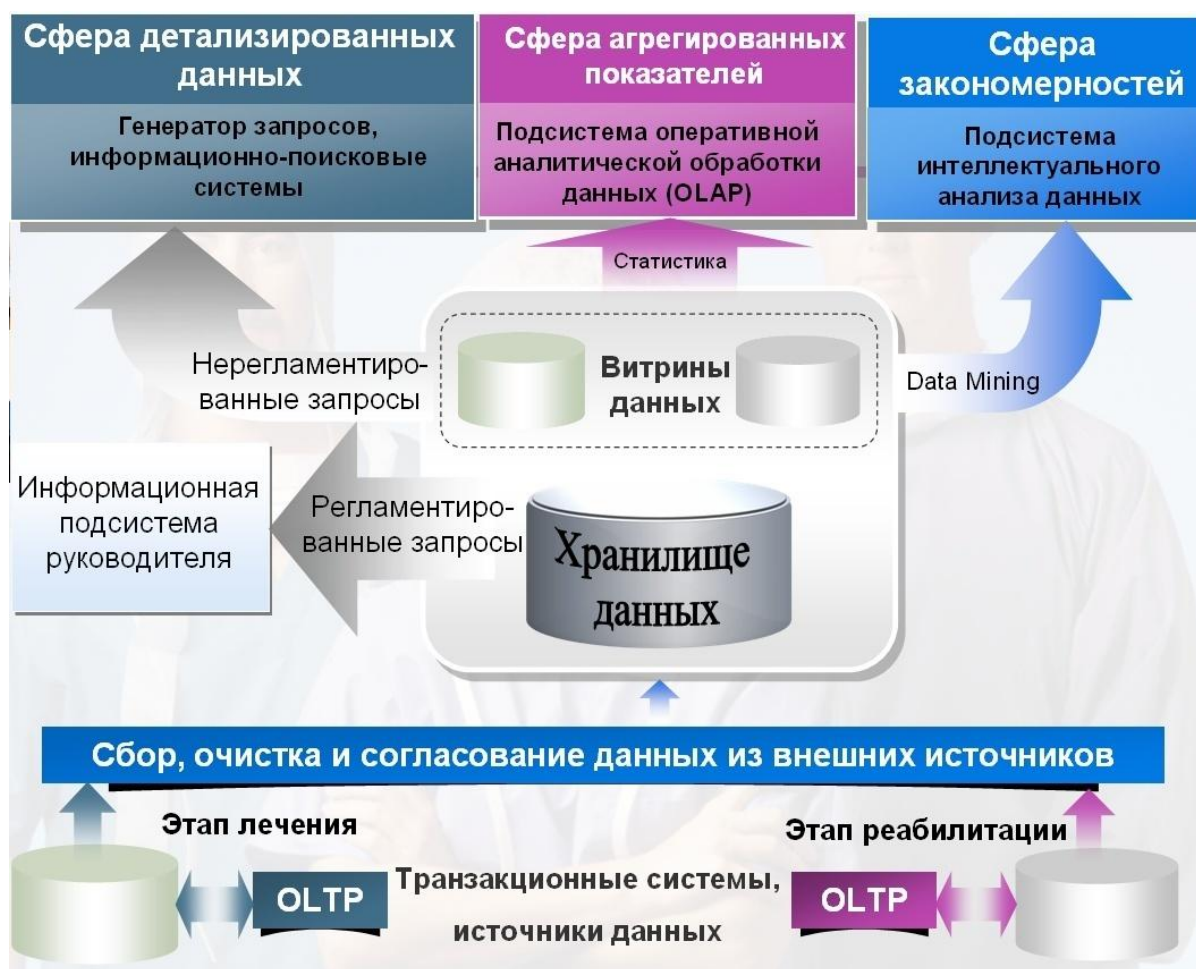 Сфера детализированных
данных
Генератор запросов,
информационно-поисковые
системы
Сфера агрегированных
показателей
Подсистема оперативной
аналитической обработки
данных (OLAP)
Сфера
закономерностей
Подсистема
интеллектуального
анализа данных
Статистика
Нерегламентиро-
ванные запросы
Витрины
данных
Data Mining
Информационная
подсистема
руководителя
Регламентиро-
ванные запросы
Хранилище
данных
Сбор, очистка и согласование данных из внешних источников
Этап лечения
Этап реабилитации
OLTP
Транзакционные системы,
источники данных
OLTP